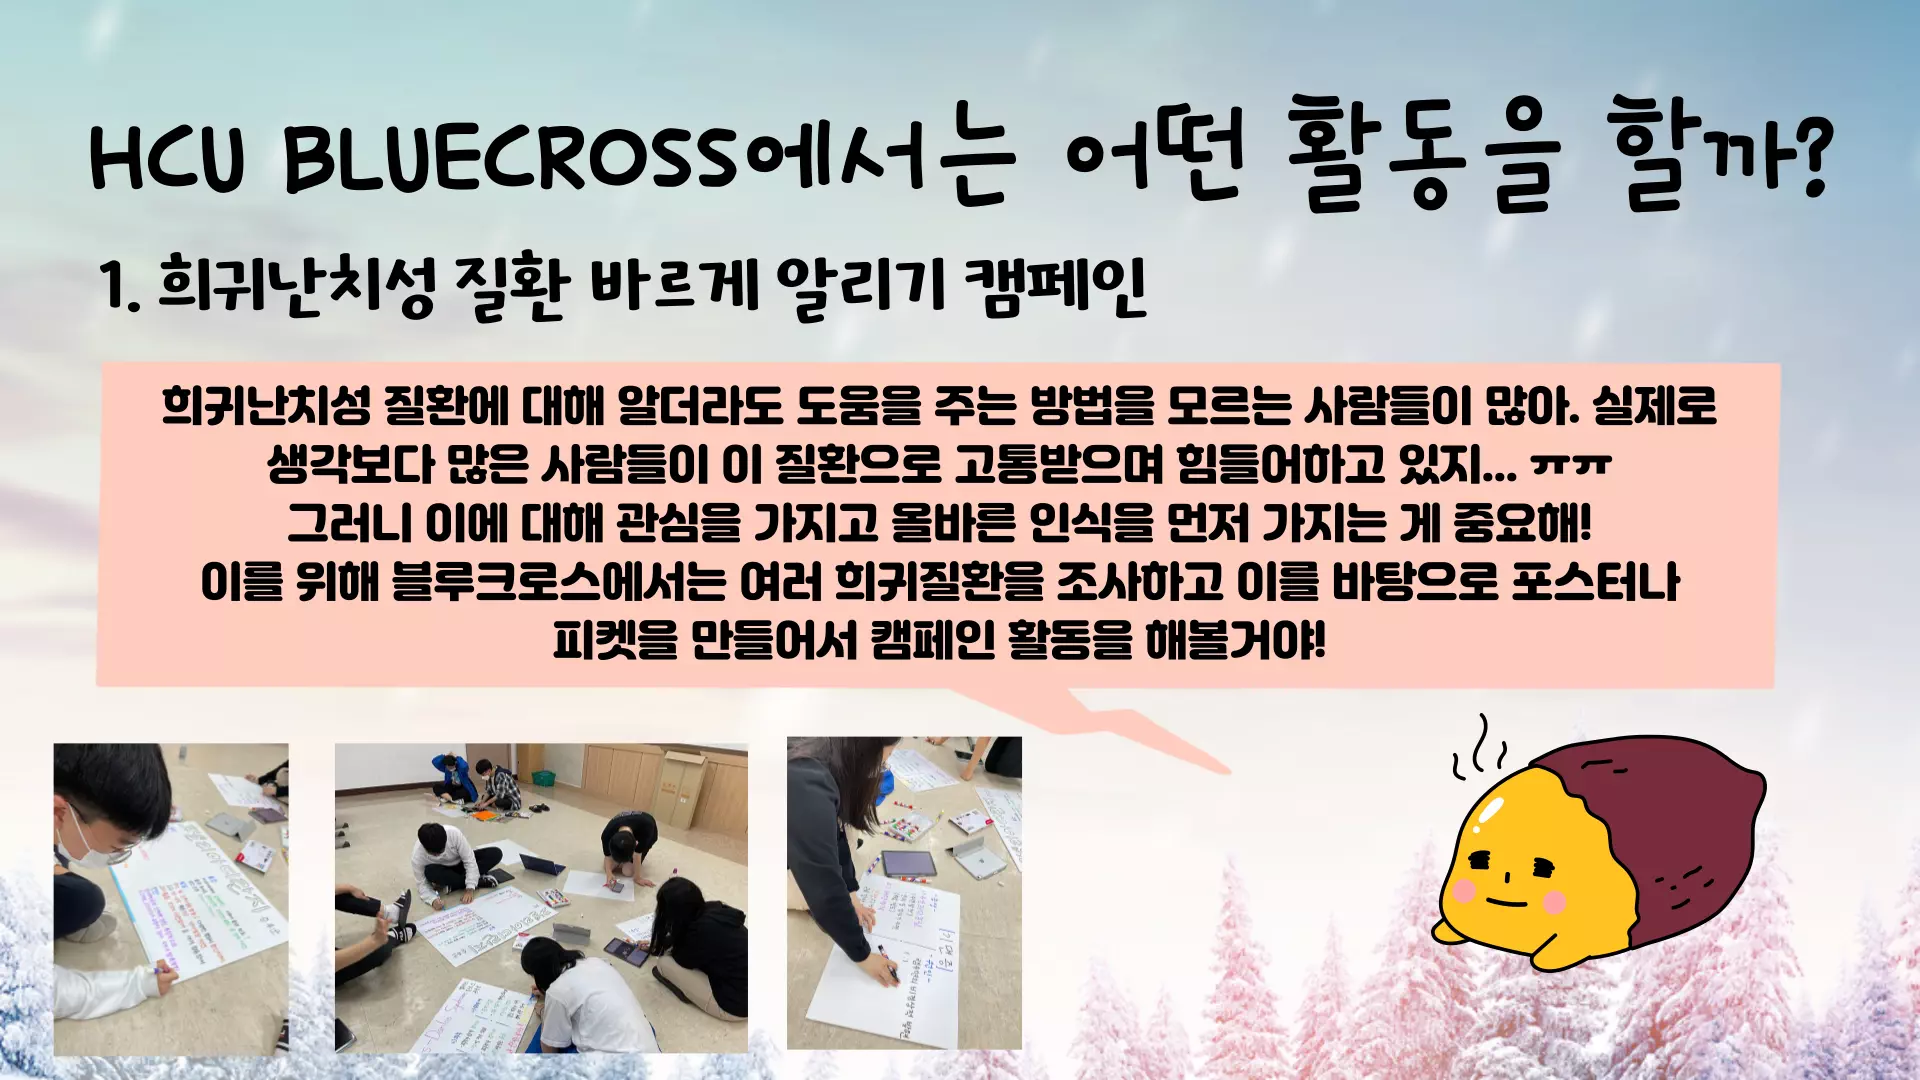 HCU BLUECROSS에서는 어떤 활동을 할까?
1. 희귀난치성 질환 바르게 알리기 캠페인
희귀난치성 질환에 대해 알더라도 도움을 주는 방법을 모르는 사람들이 많아. 실제로
생각보다 많은 사람들이 이 질환으로 고통받으며 힘들어하고 있지... ㅠㅠ
그러니 이에 대해 관심을 가지고 올바른 인식을 먼저 가지는 게 중요해!
이를 위해 블루크로스에서는 여러 희귀질환을 조사하고 이를 바탕으로 포스터나
피켓을 만들어서 캠페인 활동을 해볼거야!